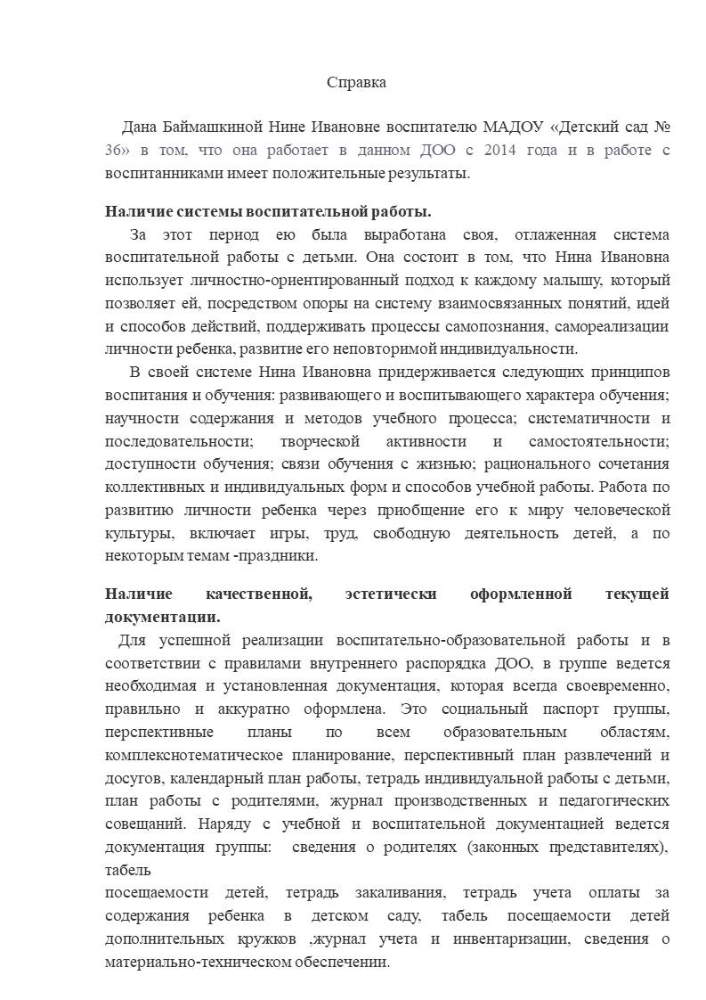 Справка
Дана Баймашкиной Нине Ивановне воспитателю МАДОУ «Детский сад №
36» в том, что она работает в данном ДОО с 2014 года и в работе с
воспитанниками имеет положительные результаты.
Наличие системы воспитательной работы.
За этот период ею была выработана своя, отлаженная система
воспитательной работы с детьми. Она состоит в том, что Нина Ивановна
использует личностно-ориентированный подход к каждому малышу, который
позволяет ей, посредством опоры на систему взаимосвязанных понятий, идей
и способов действий, поддерживать процессы самопознания, самореализации
личности ребенка, развитие его неповторимой индивидуальности.
В своей системе Нина Ивановна придерживается следующих принципов
воспитания и обучения: развивающего и воспитывающего характера обучения;
научности содержания и методов учебного процесса; систематичности и
последовательности; творческой активности и самостоятельности;
доступности обучения; связи обучения с жизнью; рационального сочетания
коллективных и индивидуальных форм и способов учебной работы. Работа по
развитию личности ребенка через приобщение его к миру человеческой
культуры, включает игры, труд, свободную деятельность детей, а по
некоторым темам -праздники.
Наличие качественной, эстетически оформленной текущей
документации.
Для успешной реализации воспитательно-образовательной работы и в
соответствии с правилами внутреннего распорядка ДОО, в группе ведется
необходимая и установленная документация, которая всегда своевременно,
правильно и аккуратно оформлена. Это социальный паспорт группы,
перспективные планы по всем образовательным областям,
комплекснотематическое планирование, перспективный план развлечений и
досугов, календарный план работы, тетрадь индивидуальной работы с детьми,
план работы с родителями, журнал производственных и педагогических
совещаний. Наряду с учебной и воспитательной документацией ведется
документация группы: сведения о родителях (законных представителях),
табель
посещаемости детей, тетрадь закаливания, тетрадь учета оплаты за
содержания ребенка в детском саду, табель посещаемости детей
дополнительных кружков ,журнал учета и инвентаризации, сведения о
материально-техническом обеспечении.